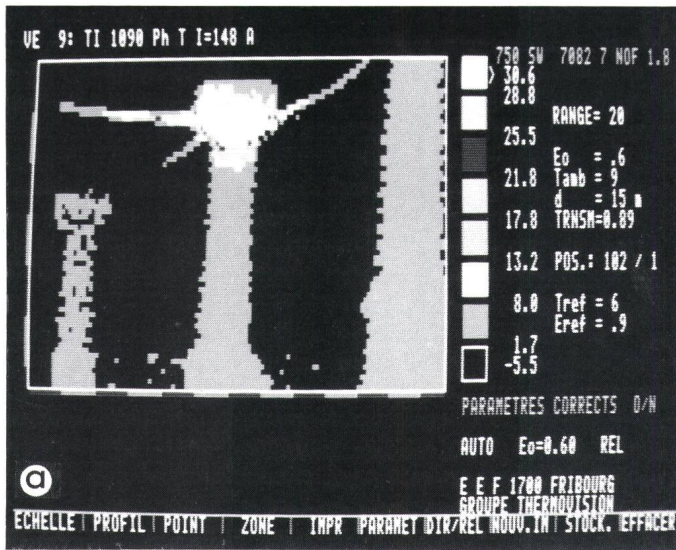 VE 9: TI 1090 Ph T I=148 A
750 SW 7082 7 NOF 1.8
> 30.6
28.8
RANGE= 20
25.5
Eo = .6
21.8 Tamb = 9
d = 15 m
17.8 TRNSM=0.89
13.2 POS.: 102 / 1
8.0 Tref = 6
Eref = .9
1.7
-5.5
PARAMETRES CORRECTS O/N
AUTO Eo=0.60 REL
E E F 1700 FRIBOURG
GROUPE THERMOVISION
a
ECHELLE | PROFIL | POINT | ZONE | IMPR | PARAMET | DIR/REL | NOUV.IM | STOCK. | EFFACER